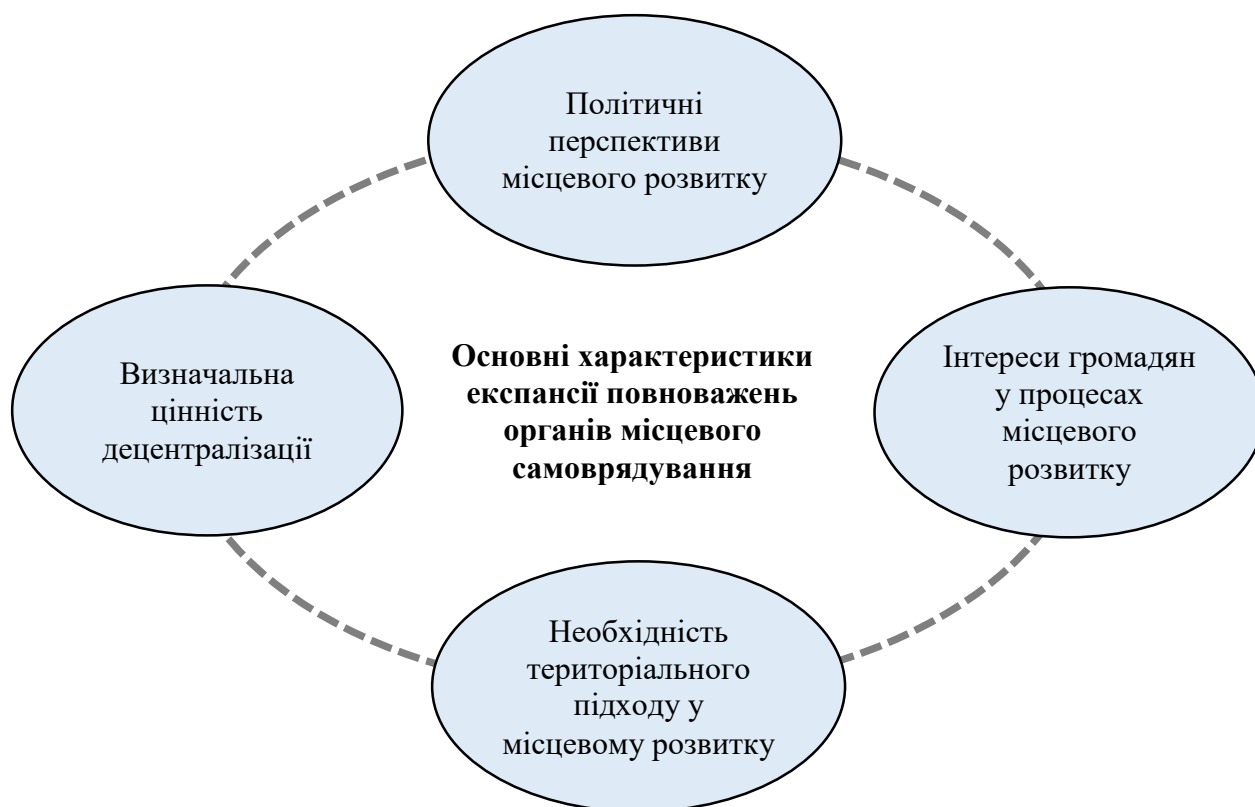 Політичні
перспективи
місцевого розвитку
Визначальна
цінність
децентралізації
Основні характеристики
експансії повноважень
органів місцевого
самоврядування
Інтереси громадян
у процесах
місцевого
розвитку
Необхідність
територіального
підходу у
місцевому розвитку